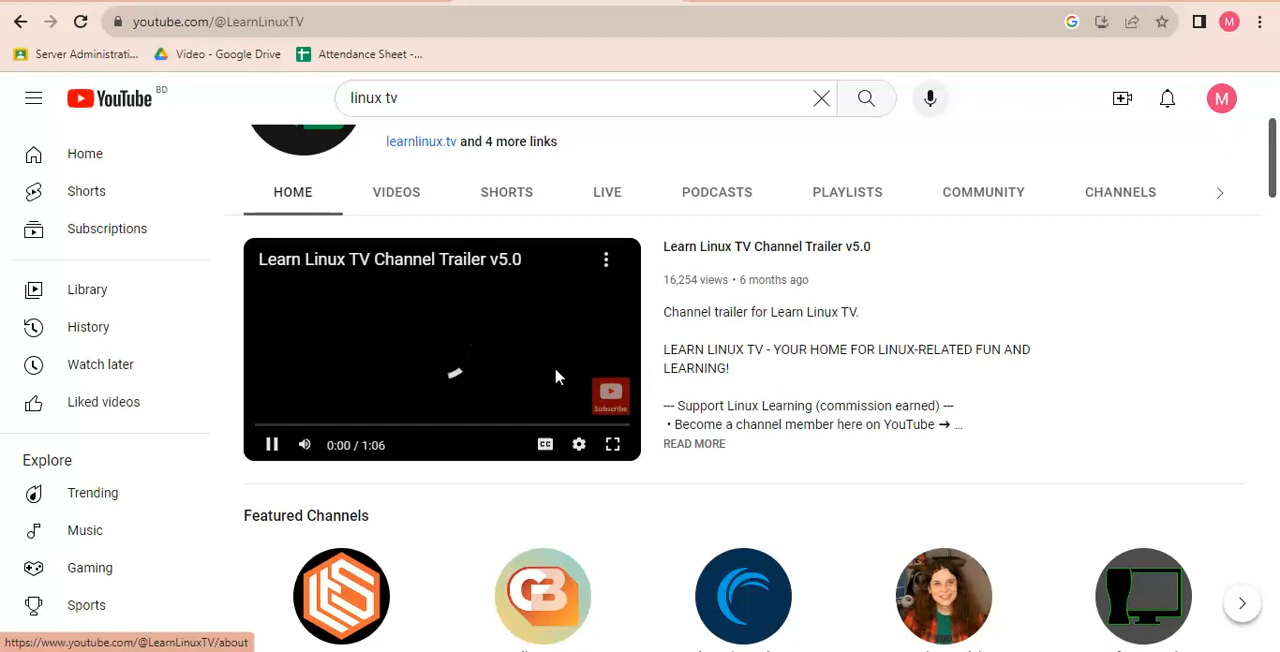 youtube.com/@LearnLinuxTV
Server Administrati... Video - Google Drive Attendance Sheet -...
YouTube BD
linux tv
M
learnlinux.tv and 4 more links
HOME VIDEOS SHORTS LIVE PODCASTS PLAYLISTS COMMUNITY CHANNELS
Home
Shorts
Subscriptions
Library
History
Watch later
Liked videos
Explore
Trending
Music
Gaming
Sports
Learn Linux TV Channel Trailer v5.0
Subscribe
0:00 / 1:06
CC
Learn Linux TV Channel Trailer v5.0
16,254 views • 6 months ago
Channel trailer for Learn Linux TV.
LEARN LINUX TV - YOUR HOME FOR LINUX-RELATED FUN AND
LEARNING!
--- Support Linux Learning (commission earned) ---
• Become a channel member here on YouTube ➔ ...
READ MORE
Featured Channels
https://www.youtube.com/@LearnLinuxTV/about